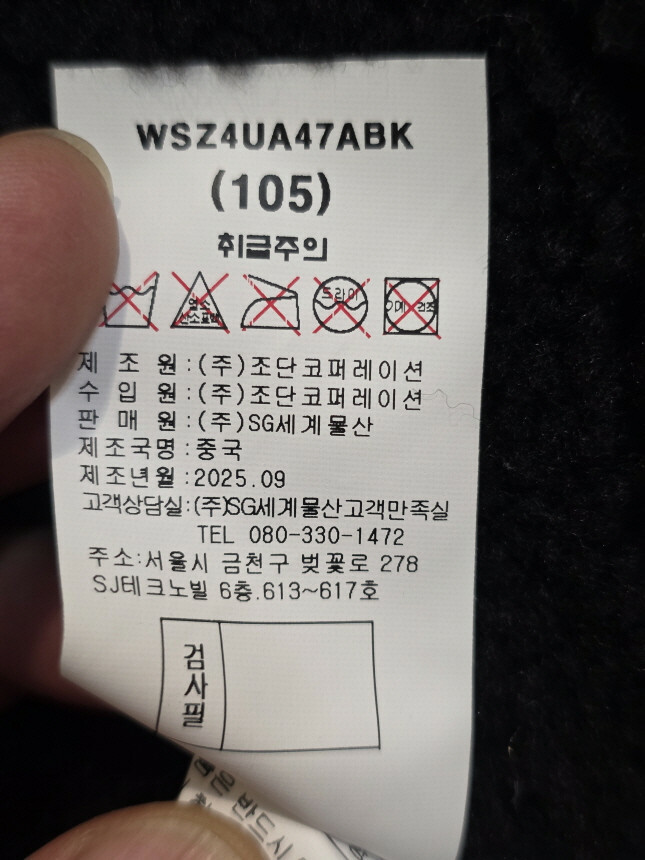 WSZ4UA47ABK
(105)
취급주의
염소 드라이
산소표백 기계 건조
제 조 원 : (주)조단코퍼레이션
수 입 원 : (주)조단코퍼레이션
판 매 원 : (주)SG세계물산
제조국명 : 중국
제조년월 : 2025.09
고객상담실:(주)SG세계물산고객만족실
TEL 080-330-1472
주소:서울시 금천구 벚꽃로 278
SJ테크노빌 6층.613~617호
검사필
반드시